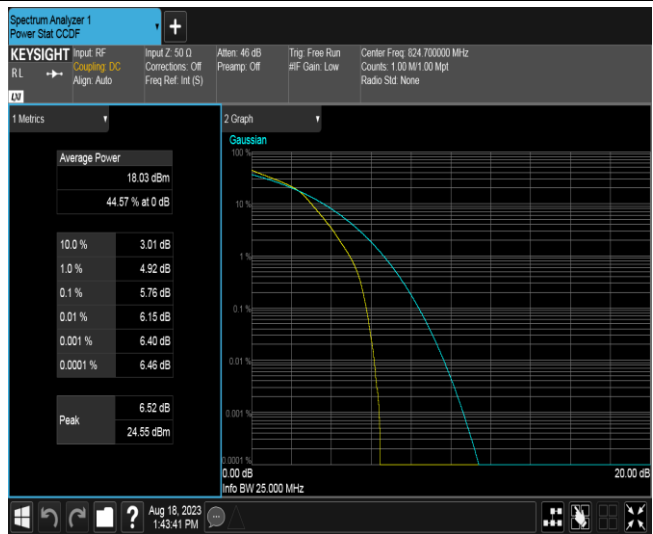 Spectrum Analyzer 1
Power Stat CCDF
+
KEYSIGHT
RL
LXI
Input: RF
Coupling: DC
Align: Auto
Input Z: 50 Ω
Corrections: Off
Freq Ref: Int (S)
Atten: 46 dB
Preamp: Off
Trig: Free Run
#IF Gain: Low
Center Freq: 824.700000 MHz
Counts: 1.00 M/1.00 Mpt
Radio Std: None
1 Metrics
Average Power
18.03 dBm
44.57 % at 0 dB
10.0 % 3.01 dB
1.0 % 4.92 dB
0.1 % 5.76 dB
0.01 % 6.15 dB
0.001 % 6.40 dB
0.0001 % 6.46 dB
Peak
6.52 dB
24.55 dBm
2 Graph
Gaussian
100 %
10 %
1 %
0.1 %
0.01 %
0.001 %
0.0001 %
0.00 dB
20.00 dB
Info BW 25.000 MHz
?
Aug 18, 2023
1:43:41 PM